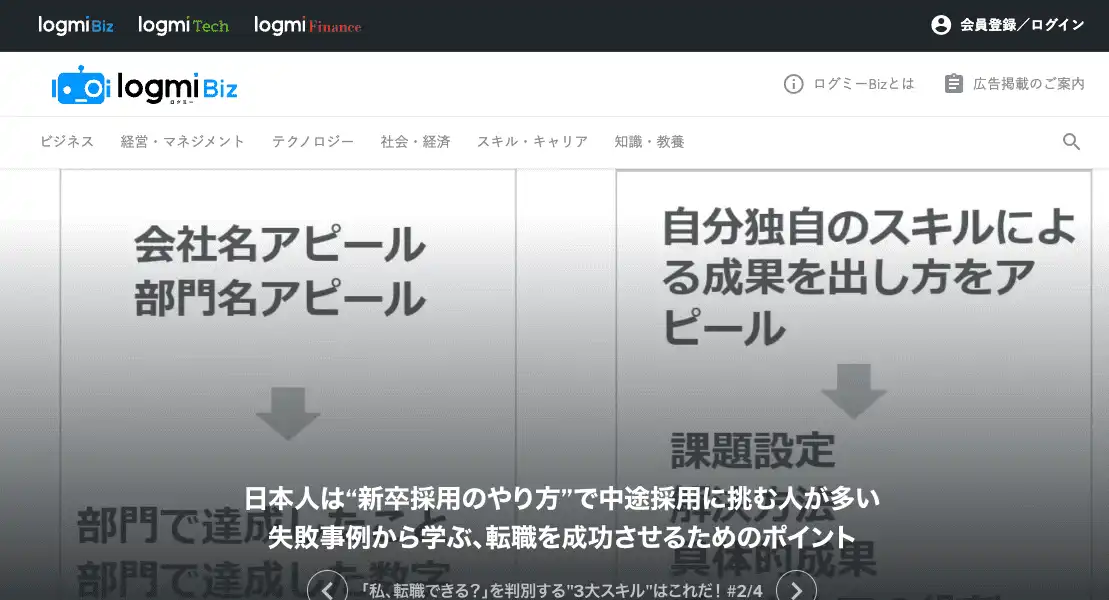 logmi Biz logmi Tech logmi Finance 会員登録／ログイン
logmi Biz ログミーBizとは 広告掲載のご案内
ログミー
ビジネス 経営・マネジメント テクノロジー 社会・経済 スキル・キャリア 知識・教養
会社名アピール
部門名アピール
自分独自のスキルによ
る成果を出し方をア
ピール
課題設定
解決方法
具体的成果
部門で達成したこと
部門で達成した数字
日本人は“新卒採用のやり方”で中途採用に挑む人が多い
失敗事例から学ぶ、転職を成功させるためのポイント
「私、転職できる？」を判別する"3大スキル"はこれだ！ #2/4